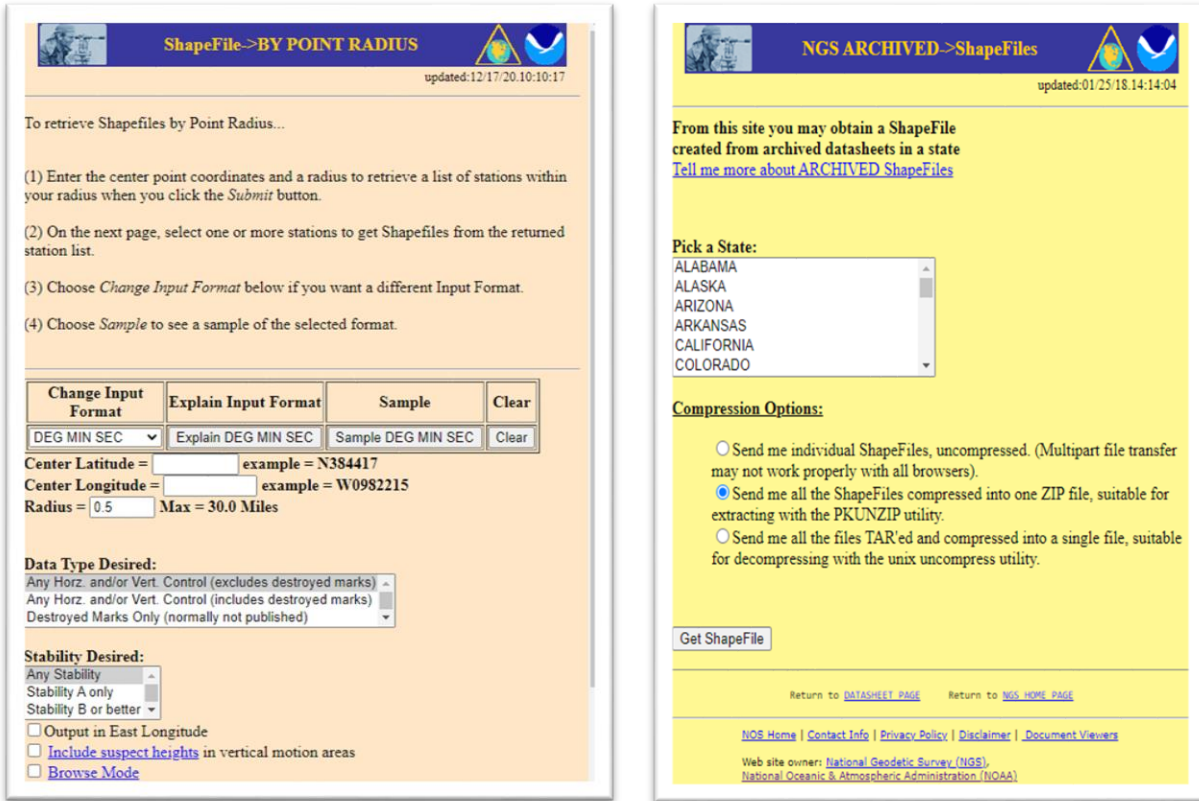 ShapeFile->BY POINT RADIUS
updated:12/17/20.10:10:17
To retrieve Shapefiles by Point Radius...
(1) Enter the center point coordinates and a radius to retrieve a list of stations within
your radius when you click the Submit button.
(2) On the next page, select one or more stations to get Shapefiles from the returned
station list.
(3) Choose Change Input Format below if you want a different Input Format.
(4) Choose Sample to see a sample of the selected format.
Change Input Format Explain Input Format Sample Clear
DEG MIN SEC Explain DEG MIN SEC Sample DEG MIN SEC Clear
Center Latitude = example = N384417
Center Longitude = example = W0982215
Radius = 0.5 Max = 30.0 Miles
Data Type Desired:
Any Horz. and/or Vert. Control (excludes destroyed marks)
Any Horz. and/or Vert. Control (includes destroyed marks)
Destroyed Marks Only (normally not published)
Stability Desired:
Any Stability
Stability A only
Stability B or better
Output in East Longitude
Include suspect heights in vertical motion areas
Browse Mode
NGS ARCHIVED->ShapeFiles
updated:01/25/18.14:14:04
From this site you may obtain a ShapeFile
created from archived datasheets in a state
Tell me more about ARCHIVED ShapeFiles
Pick a State:
ALABAMA
ALASKA
ARIZONA
ARKANSAS
CALIFORNIA
COLORADO
Compression Options:
Send me individual ShapeFiles, uncompressed. (Multipart file transfer
may not work properly with all browsers).
Send me all the ShapeFiles compressed into one ZIP file, suitable for
extracting with the PKUNZIP utility.
Send me all the files TAR'ed and compressed into a single file, suitable
for decompressing with the unix uncompress utility.
Get ShapeFile
Return to DATASHEET PAGE Return to NGS HOME PAGE
NOS Home | Contact Info | Privacy Policy | Disclaimer | Document Viewers
Web site owner: National Geodetic Survey (NGS),
National Oceanic & Atmospheric Administration (NOAA)